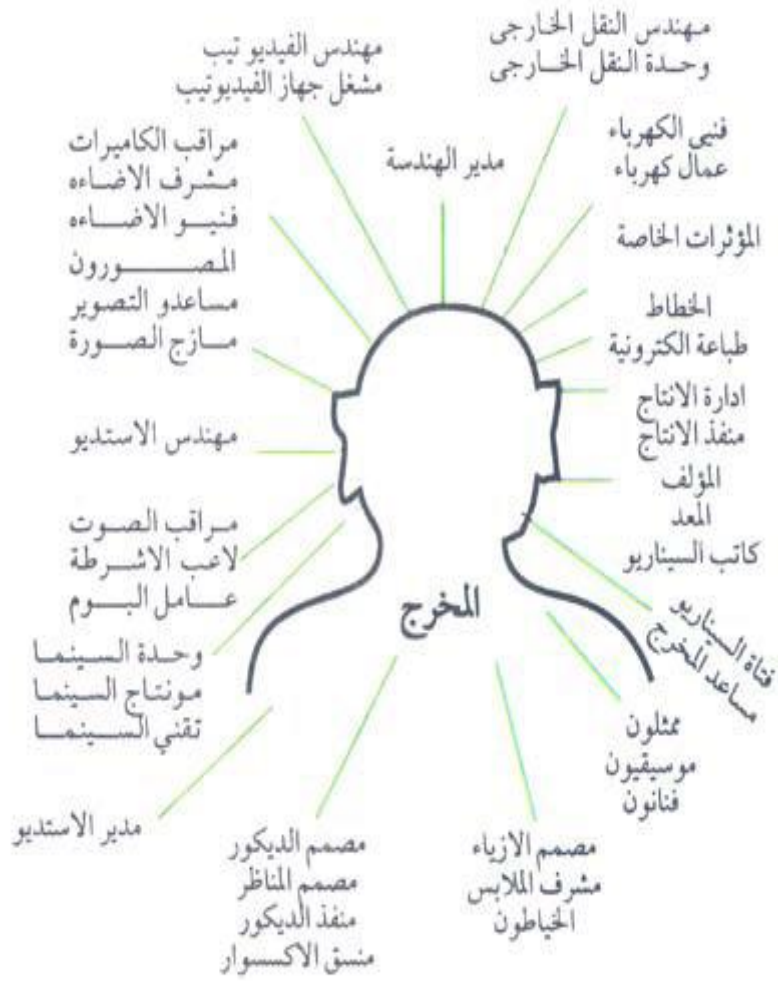 مهندس النقل الخارجى
وحدة النقل الخارجى
مهندس الفيديو تيب
مشغل جهاز الفيديوتيب
مدير الهندسة
فنيى الكهرباء
عمال كهرباء
المؤثرات الخاصة
الخطاط
طباعة الكترونية
ادارة الانتاج
منفذ الانتاج
المؤلف
المعد
كاتب السيناريو
فتاة السيناريو
مساعد المخرج
ممثلون
موسيقيون
فنانون
مراقب الكاميرات
مشرف الاضاءه
فنيو الاضاءه
المصورون
مساعدو التصوير
مازج الصورة
مهندس الاستديو
مراقب الصوت
لاعب الاشرطة
عامل البوم
وحدة السينما
مونتاج السينما
تقني السينما
مدير الاستديو
المخرج
مصمم الازياء
مشرف الملابس
الخياطون
مصمم الديكور
مصمم المناظر
منفذ الديكور
منسق الاكسسوار